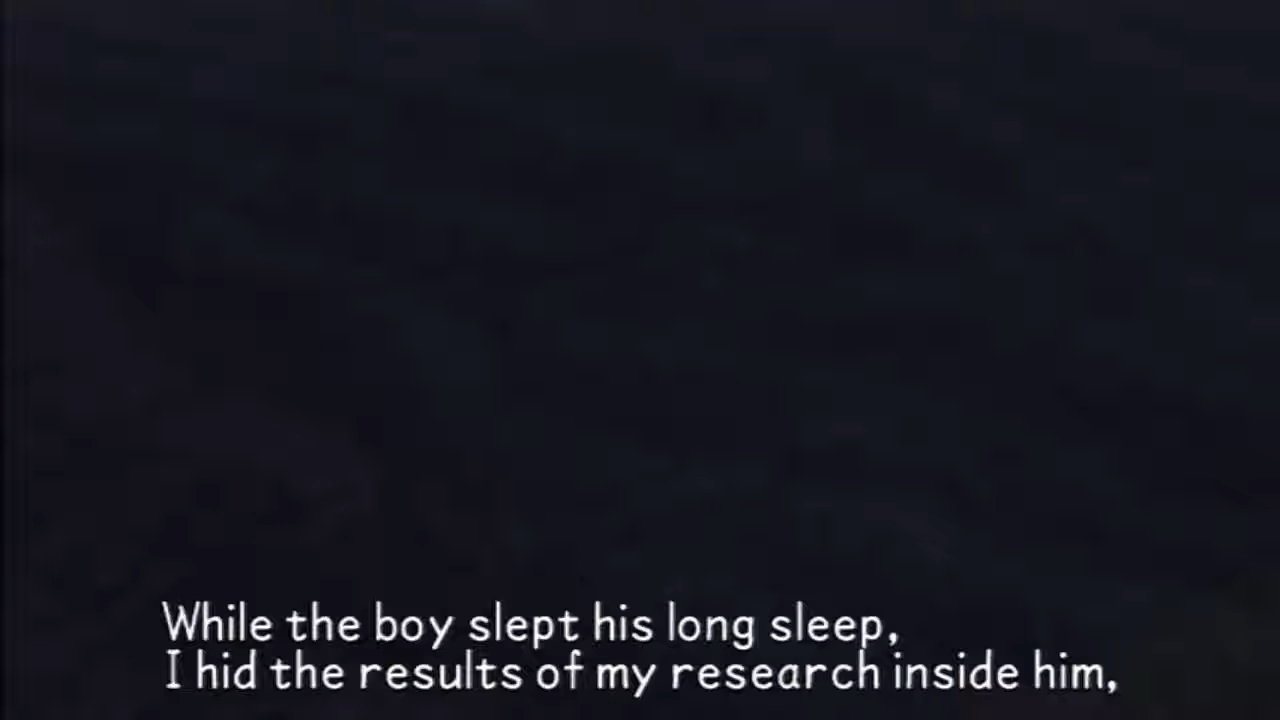 While the boy slept his long sleep,
I hid the results of my research inside him,